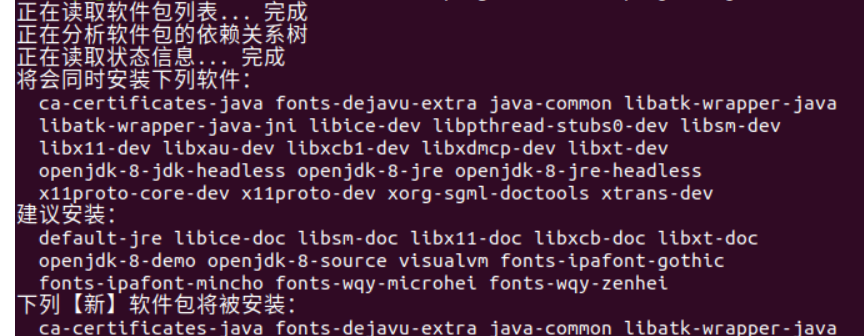 正在读取软件包列表... 完成
正在分析软件包的依赖关系树
正在读取状态信息... 完成
将会同时安装下列软件：
ca-certificates-java fonts-dejavu-extra java-common libatk-wrapper-java
libatk-wrapper-java-jni libice-dev libpthread-stubs0-dev libsm-dev
libx11-dev libxau-dev libxcb1-dev libxdmcp-dev libxt-dev
openjdk-8-jdk-headless openjdk-8-jre openjdk-8-jre-headless
x11proto-core-dev x11proto-dev xorg-sgml-doctools xtrans-dev
建议安装：
default-jre libice-doc libsm-doc libx11-doc libxcb-doc libxt-doc
openjdk-8-demo openjdk-8-source visualvm fonts-ipafont-gothic
fonts-ipafont-mincho fonts-wqy-microhei fonts-wqy-zenhei
下列【新】软件包将被安装：
ca-certificates-java fonts-dejavu-extra java-common libatk-wrapper-java